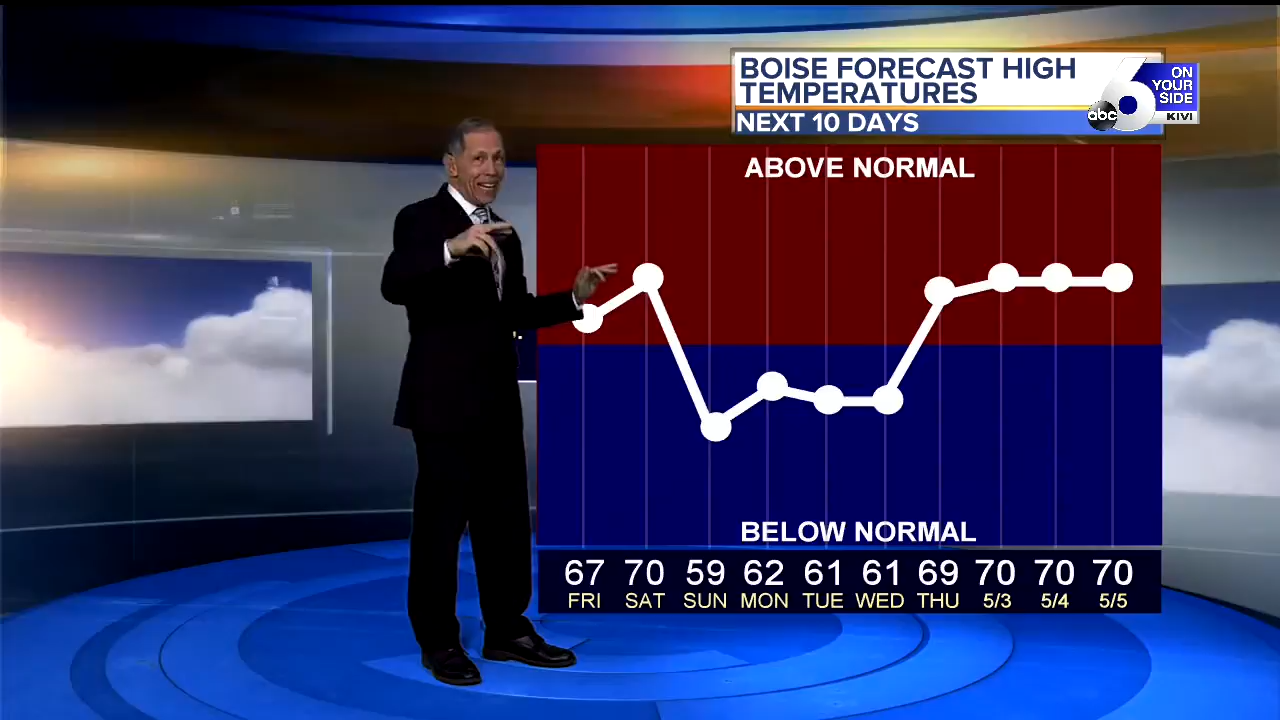 BOISE FORECAST HIGH
TEMPERATURES
NEXT 10 DAYS
abc
6
ON
YOUR
SIDE
KIVI
ABOVE NORMAL
BELOW NORMAL
67 70 59 62 61 61 69 70 70 70
FRI SAT SUN MON TUE WED THU 5/3 5/4 5/5